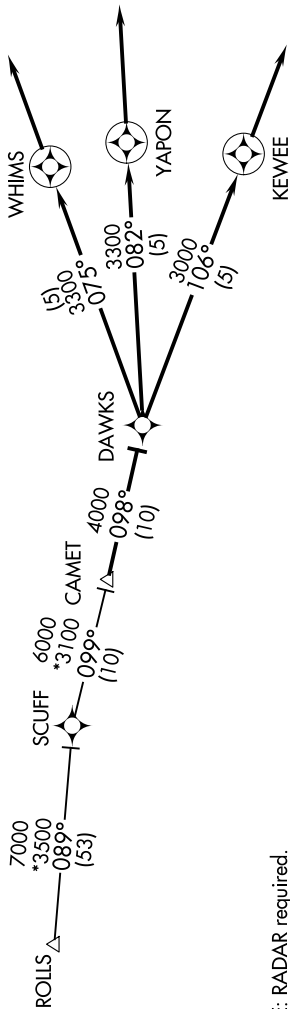 ROLLS
7000
*3500
089°
(53)
SCUFF
6000
*3100
099°
(10)
CAMET
4000
098°
(10)
DAWKS
(5)
3300
075°
WHIMS
3300
082°
(5)
YAPON
3000
106°
(5)
KEWEE
: RADAR required.